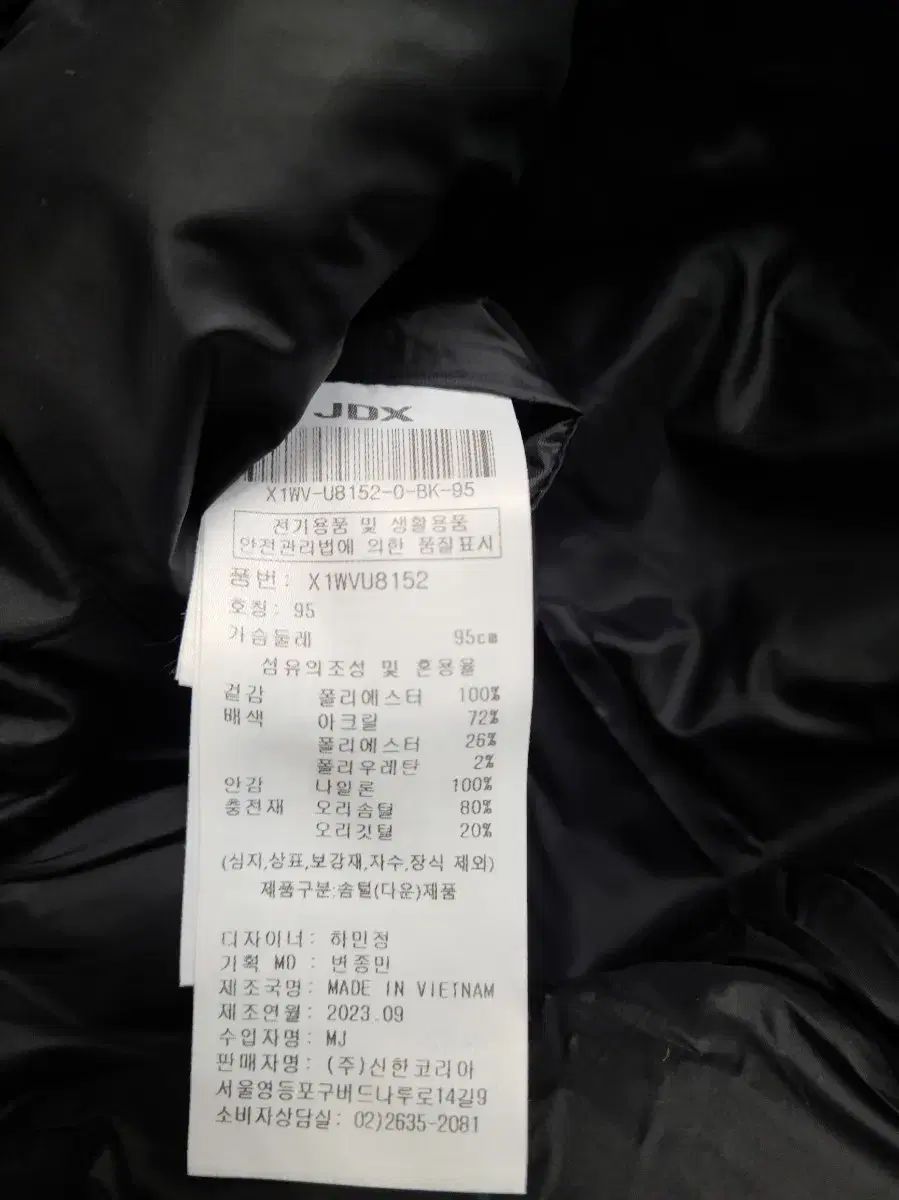 JDX
X1WV-U8152-0-BK-95
전기용품 및 생활용품
안전관리법에 의한 품질표시
품번: X1WVU8152
호칭: 95
가슴둘레 95cm
섬유의조성 및 혼용율
겉감 폴리에스터 100%
배색 아크릴 72%
폴리에스터 26%
폴리우레탄 2%
안감 나일론 100%
충전재 오리솜털 80%
오리깃털 20%
(심지,상표,보강재,자수,장식 제외)
제품구분:솜털(다운)제품
디자이너: 하민정
기획 MD : 변종민
제조국명: MADE IN VIETNAM
제조연월: 2023.09
수입자명: MJ
판매자명: (주)신한코리아
서울영등포구버드나루로14길9
소비자상담실: 02)2635-2081